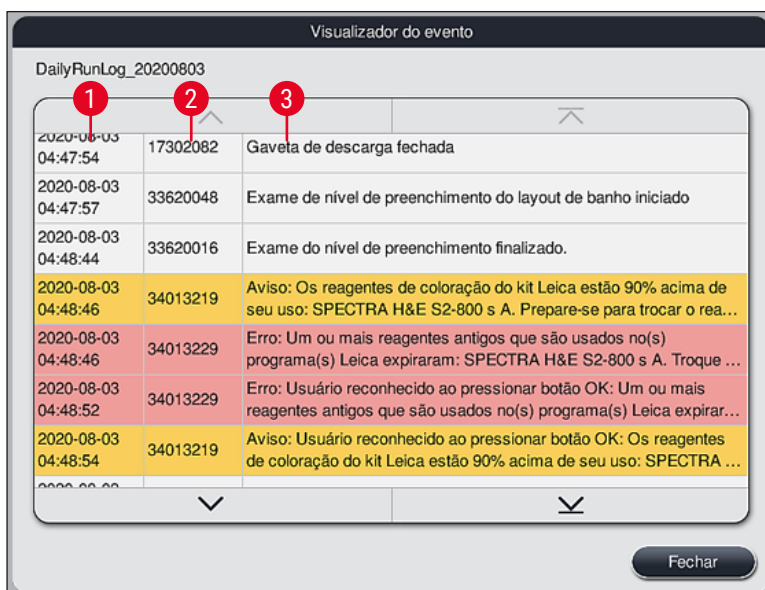 Visualizador do evento
DailyRunLog_20200803
1
2
3
2020-08-03
04:47:54
17302082
Gaveta de descarga fechada
2020-08-03
04:47:57
33620048
Exame de nível de preenchimento do layout de banho iniciado
2020-08-03
04:48:44
33620016
Exame do nível de preenchimento finalizado.
2020-08-03
04:48:46
34013219
Aviso: Os reagentes de coloração do kit Leica estão 90% acima de
seu uso: SPECTRA H&E S2-800 s A. Prepare-se para trocar o rea...
2020-08-03
04:48:46
34013229
Erro: Um ou mais reagentes antigos que são usados no(s)
programa(s) Leica expiraram: SPECTRA H&E S2-800 s A. Troque ...
2020-08-03
04:48:52
34013229
Erro: Usuário reconhecido ao pressionar botão OK: Um ou mais
reagentes antigos que são usados no(s) programa(s) Leica expirar...
2020-08-03
04:48:54
34013219
Aviso: Usuário reconhecido ao pressionar botão OK: Os reagentes
de coloração do kit Leica estão 90% acima de seu uso: SPECTRA ...
Fechar